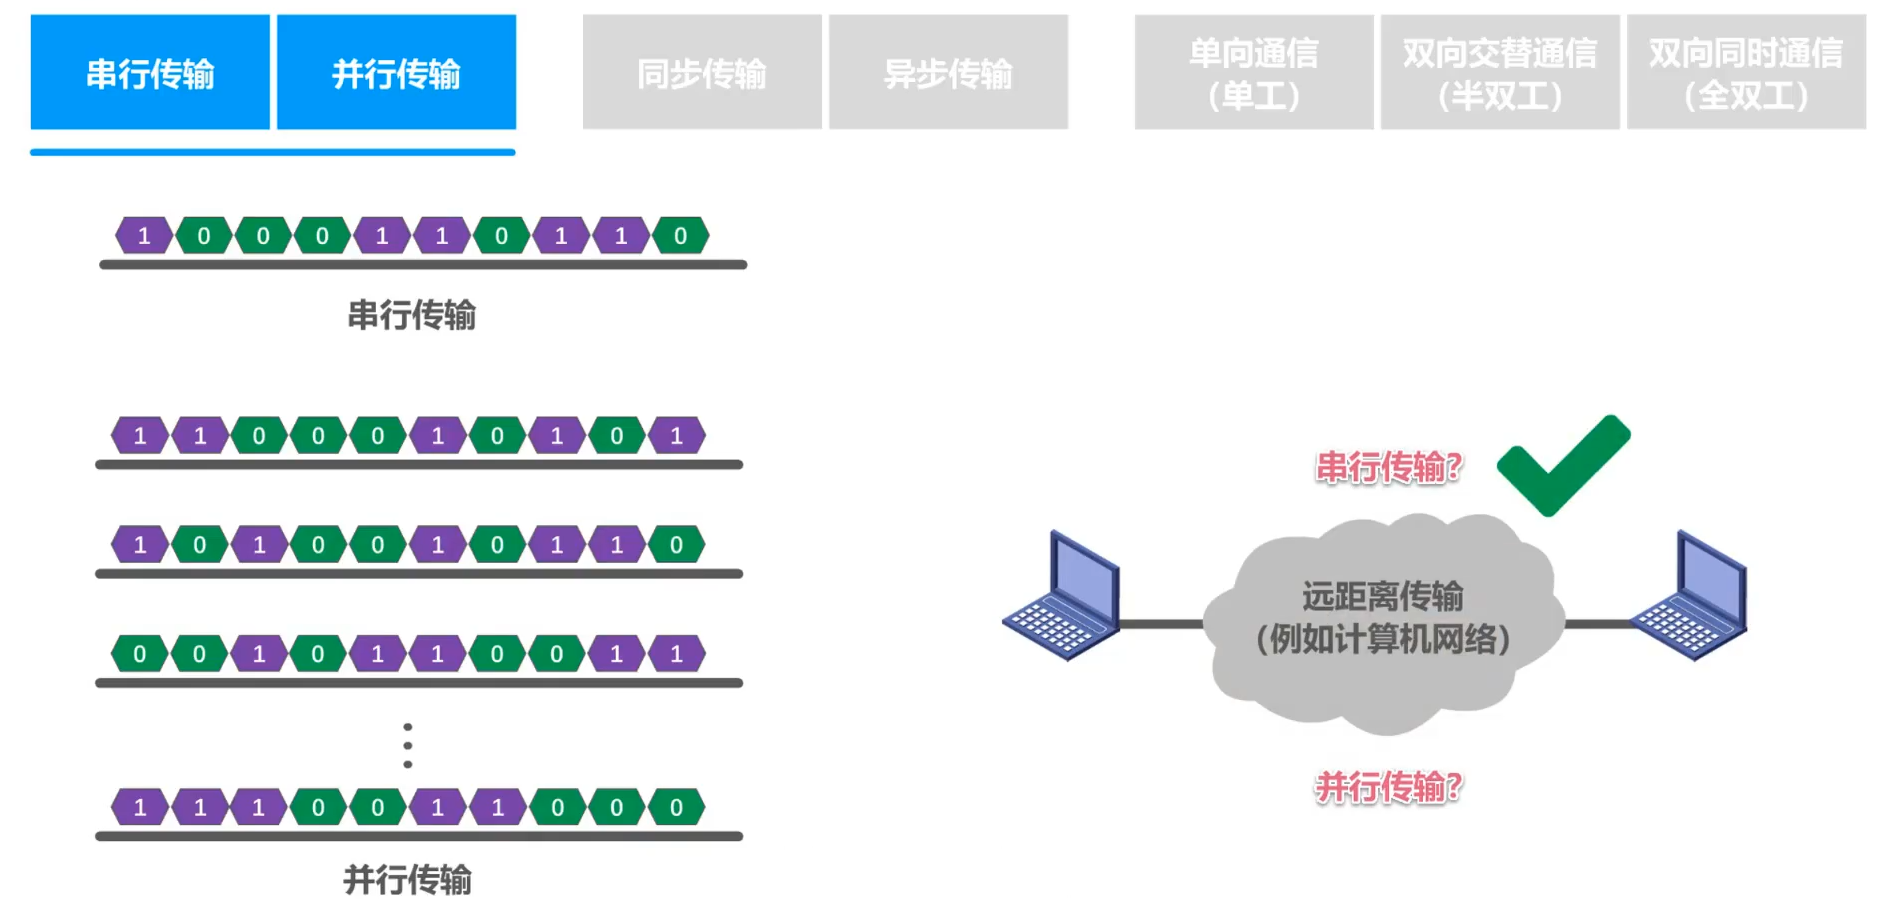 串行传输
并行传输
同步传输
异步传输
单向通信
（单工）
双向交替通信
（半双工）
双向同时通信
（全双工）
1 0 0 0 1 1 0 1 1 0
串行传输
1 1 0 0 0 1 0 1 0 1
1 0 1 0 0 1 0 1 1 0
0 0 1 0 1 1 0 0 1 1
1 1 1 0 0 1 1 0 0 0
并行传输
串行传输?
远距离传输
（例如计算机网络）
并行传输?